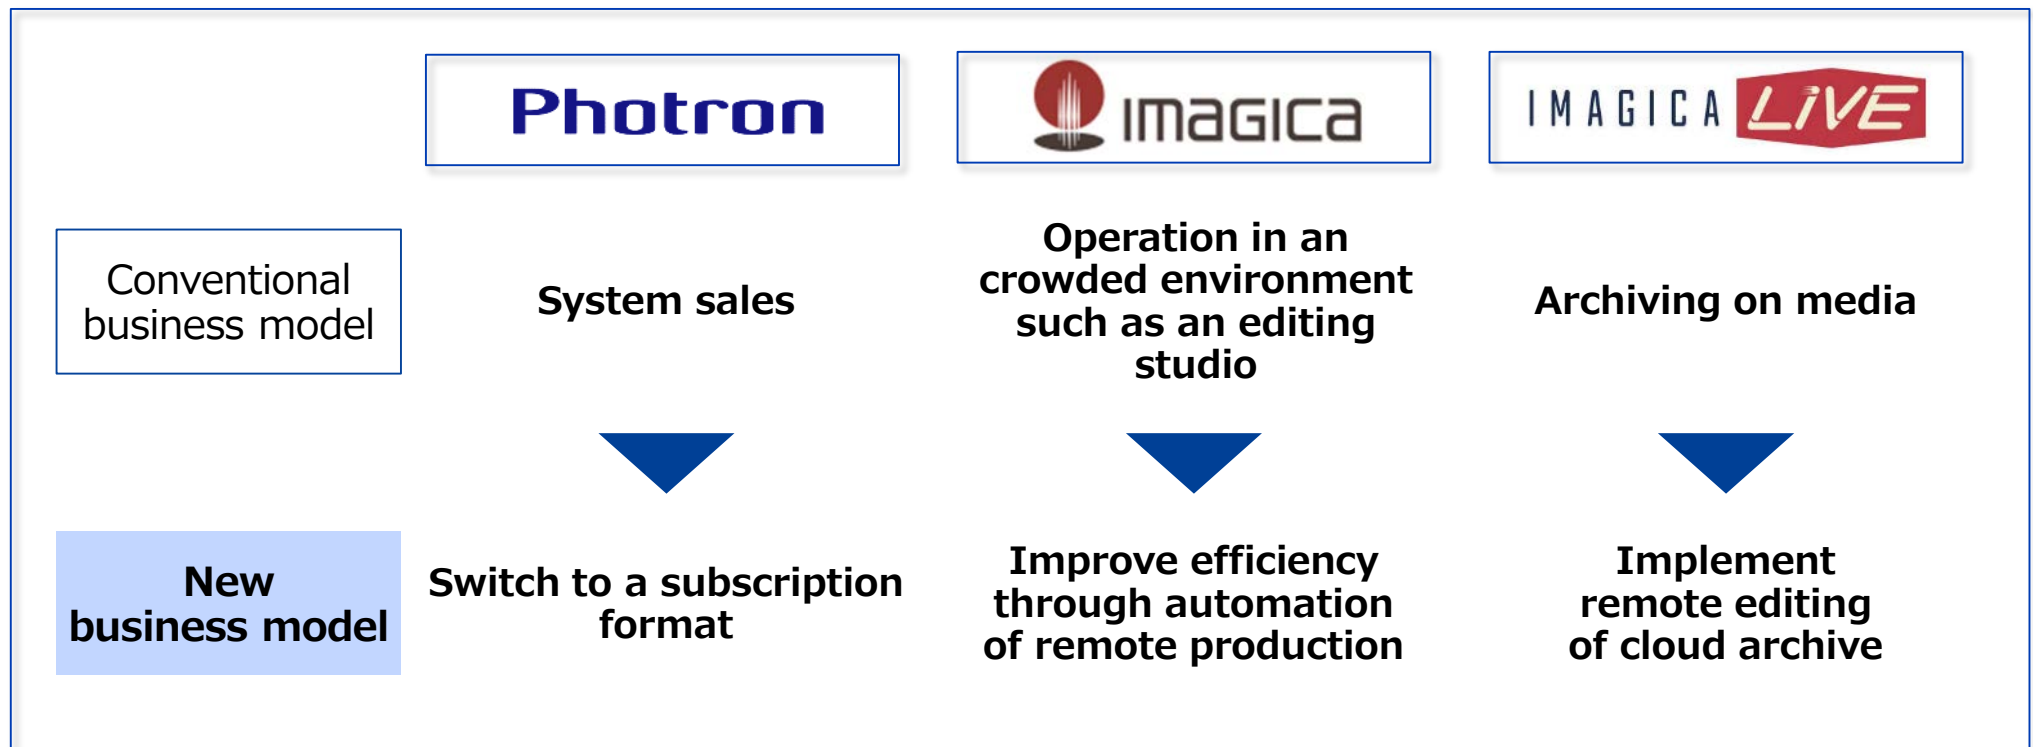 Photron
imagica
IMAGICA LiVE
Conventional
business model
System sales
Operation in an
crowded environment
such as an editing
studio
Archiving on media
New
business model
Switch to a subscription
format
Improve efficiency
through automation
of remote production
Implement
remote editing
of cloud archive